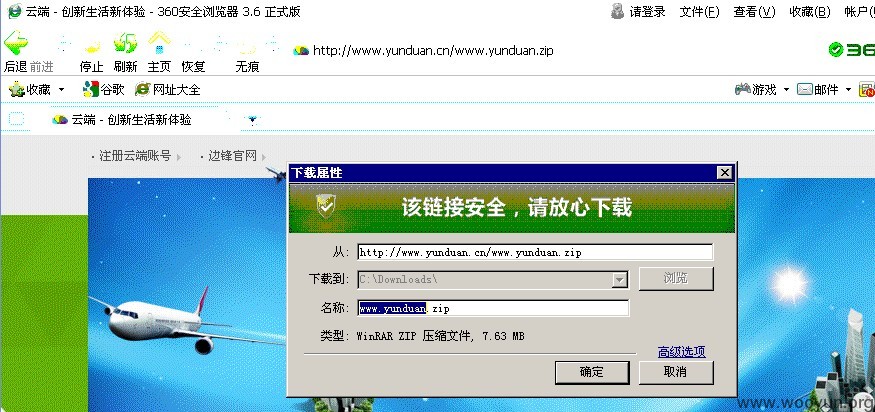 云端 - 创新生活新体验 - 360安全浏览器 3.6 正式版
请登录 文件(F) 查看(V) 收藏(B) 帐户(
后退 前进 停止 刷新 主页 恢复 无痕
http://www.yunduan.cn/www.yunduan.zip
36
收藏 谷歌 网址大全 游戏 邮件
云端 - 创新生活新体验
· 注册云端账号 · 边锋官网
下载属性
该链接安全，请放心下载
从: http://www.yunduan.cn/www.yunduan.zip
下载到: C:\Downloads\ 浏览
名称: www.yunduan.zip
类型: WinRAR ZIP 压缩文件, 7.63 MB
高级选项
确定 取消
www.wooyun.org